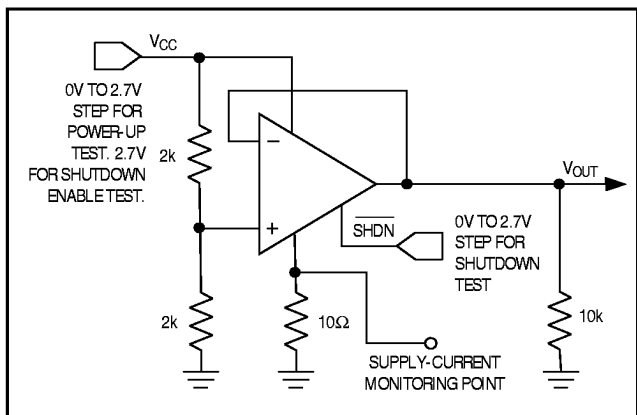 VCC
0V TO 2.7V
STEP FOR
POWER-UP
TEST. 2.7V
FOR SHUTDOWN
ENABLE TEST.
2k
2k
−
+
SHDN
10Ω
0V TO 2.7V
STEP FOR
SHUTDOWN
TEST
SUPPLY-CURRENT
MONITORING POINT
VOUT
10k